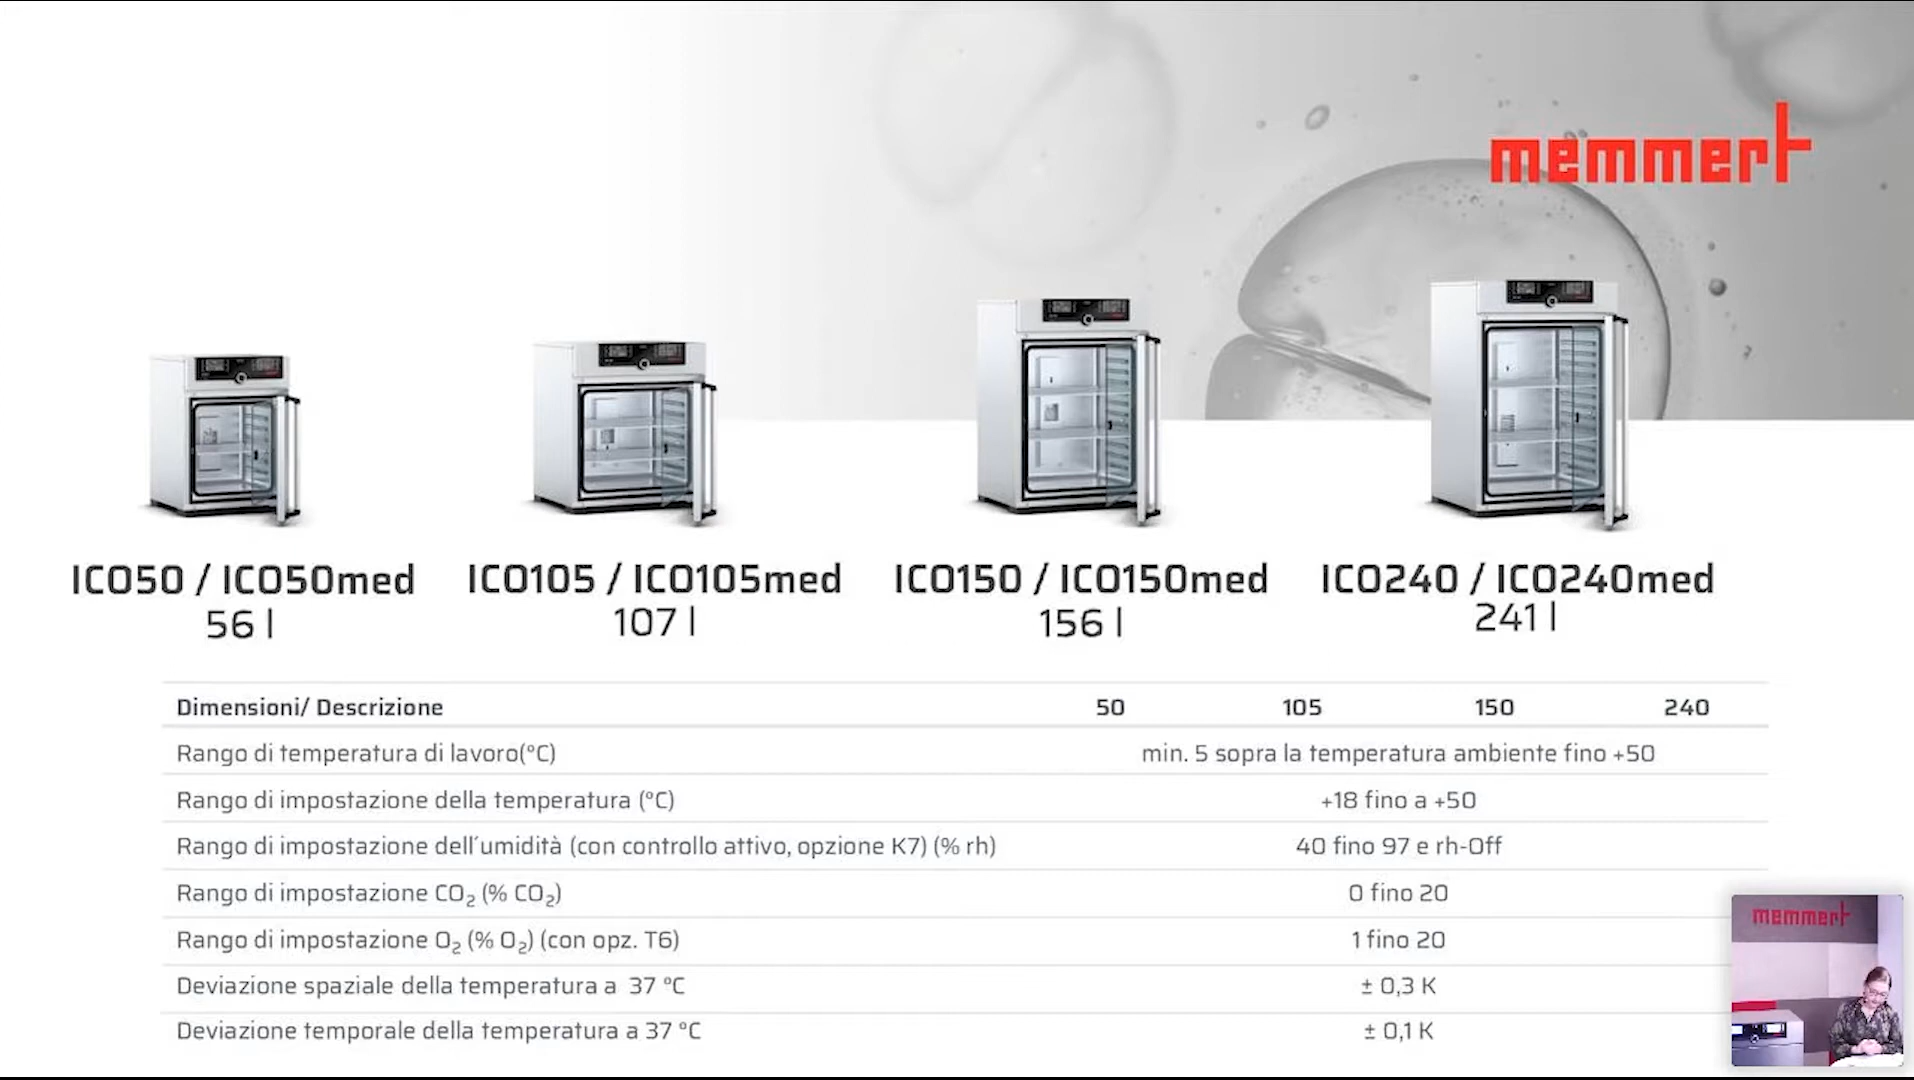 memmert
ICO50 / ICO50med
56 l
ICO105 / ICO105med
107 l
ICO150 / ICO150med
156 l
ICO240 / ICO240med
241 l
Dimensioni/ Descrizione 50 105 150 240
Rango di temperatura di lavoro(°C) min. 5 sopra la temperatura ambiente fino +50
Rango di impostazione della temperatura (°C) +18 fino a +50
Rango di impostazione dell´umidità (con controllo attivo, opzione K7) (% rh) 40 fino 97 e rh-Off
Rango di impostazione CO₂ (% CO₂) 0 fino 20
Rango di impostazione O₂ (% O₂) (con opz. T6) 1 fino 20
Deviazione spaziale della temperatura a 37 °C ± 0,3 K
Deviazione temporale della temperatura a 37 °C ± 0,1 K
memmert